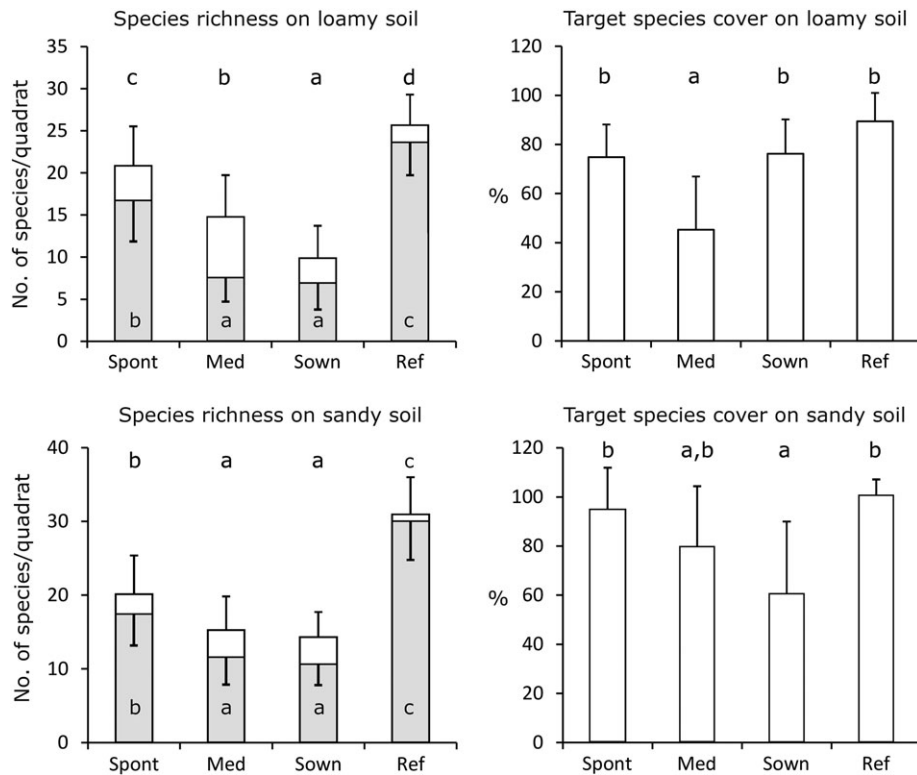 Species richness on loamy soil
No. of species/quadrat
35
30
25
20
15
10
5
0
c b a d
b a a c
Spont Med Sown Ref
Target species cover on loamy soil
%
120
100
80
60
40
20
0
b a b b
Spont Med Sown Ref
Species richness on sandy soil
No. of species/quadrat
40
30
20
10
0
b a a c
b a a c
Spont Med Sown Ref
Target species cover on sandy soil
%
120
100
80
60
40
20
0
b a,b a b
Spont Med Sown Ref